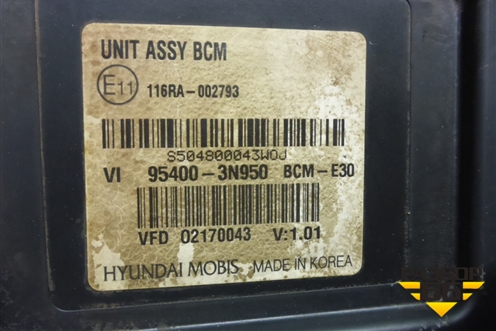 UNIT ASSY BCM
E11 116RA-002793
S504800043WOJ
VI 95400-3N950 BCM-E30
VFD 02170043 V:1.01
HYUNDAI MOBIS MADE IN KOREA